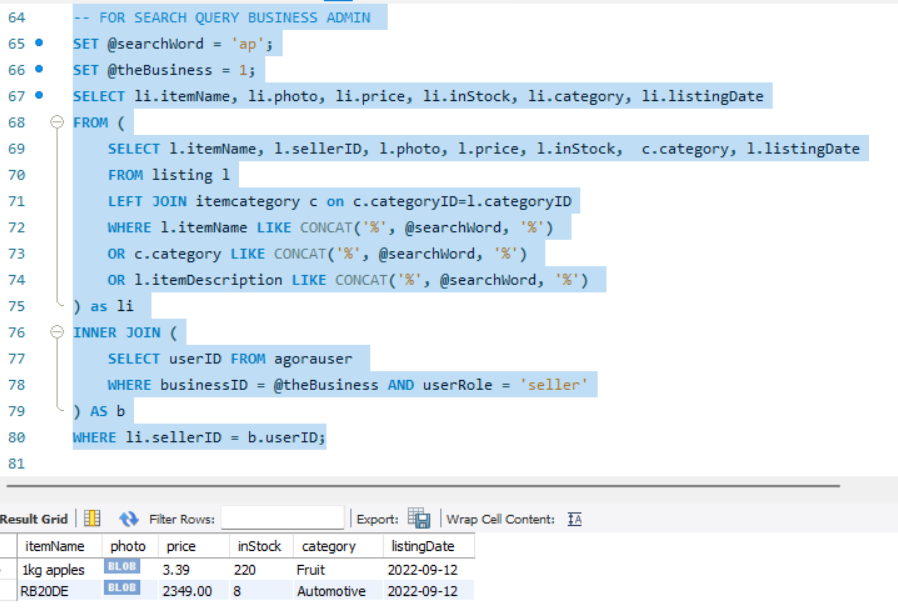 64 -- FOR SEARCH QUERY BUSINESS ADMIN
65 SET @searchWord = 'ap';
66 SET @theBusiness = 1;
67 SELECT li.itemName, li.photo, li.price, li.inStock, li.category, li.listingDate
68 FROM (
69 SELECT l.itemName, l.sellerID, l.photo, l.price, l.inStock,  c.category, l.listingDate
70 FROM listing l
71 LEFT JOIN itemcategory c on c.categoryID=l.categoryID
72 WHERE l.itemName LIKE CONCAT('%', @searchWord, '%')
73 OR c.category LIKE CONCAT('%', @searchWord, '%')
74 OR l.itemDescription LIKE CONCAT('%', @searchWord, '%')
75 ) as li
76 INNER JOIN (
77 SELECT userID FROM agorauser
78 WHERE businessID = @theBusiness AND userRole = 'seller'
79 ) AS b
80 WHERE li.sellerID = b.userID;
81
Result Grid Filter Rows: Export: Wrap Cell Content: IA
itemName photo price inStock category listingDate
1kg apples BLOB 3.39 220 Fruit 2022-09-12
RB20DE BLOB 2349.00 8 Automotive 2022-09-12